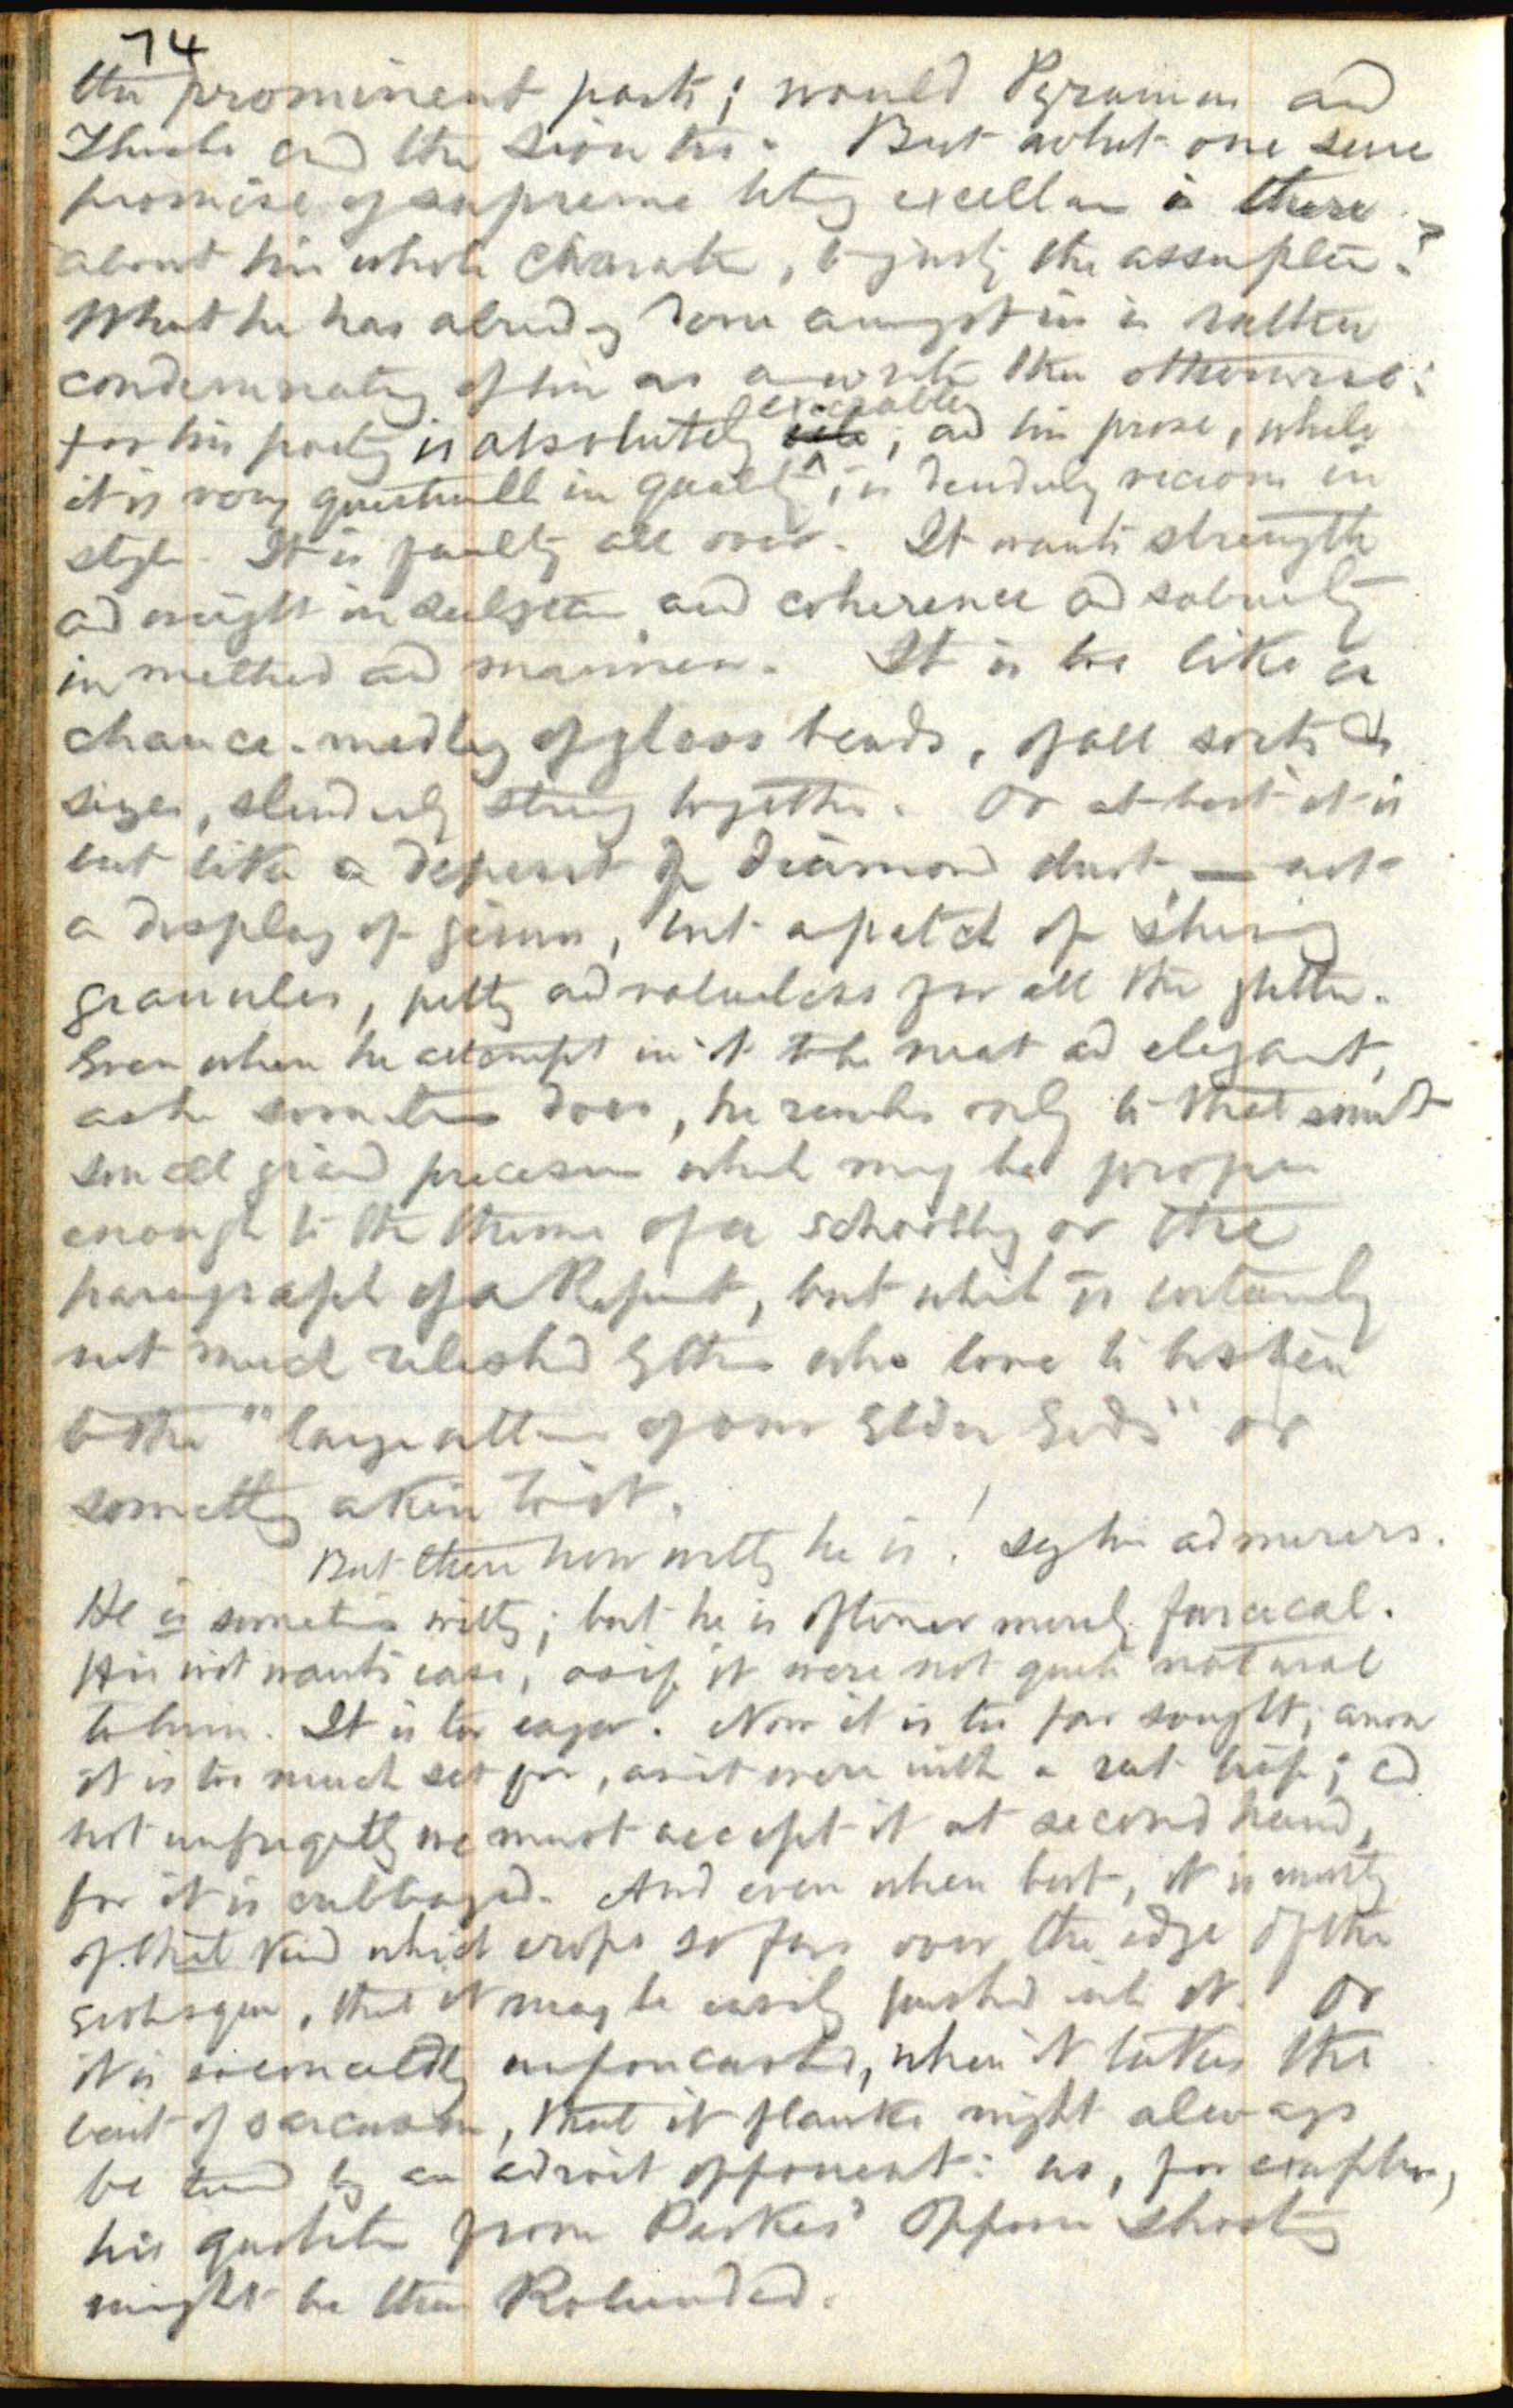 74
the prominent parts; would Pyramus and
Thisbe and the Lion too. But what one sure
promise of supreme excellence is there
about his whole character, to justify the assumption?
What he has already done amongst us is rather
condemnatory of him as a writer than otherwise:
for his poetry is absolutely execrable; and his prose, while
it is very quest in quality, is decidedly vicious in
style. It is faulty all over. It wants strength
and weight in substance and coherence and sobriety
in method and manner. It is too like a
chance-medley of glass beads, of all sorts &
sizes, slenderly strung together. Or at best it is
but like a deposit of diamond dust, — not
a display of gems, but a patch of shining
granules, petty and valueless for all the glitter.
Even when he attempts in it to be neat and elegant,
as he sometimes does, he reaches only to that
small precision which may be proper
enough to the theme of a schoolboy or the
paragraph of a Report, but which is certainly
not much relished by those who love to listen
to the "large utterance of our Elder Gods" or
something akin to it.
But then how witty he is! say his admirers.
He is sometimes witty; but he is oftener merely farcical.
His wit wants ease, as if it were not quite natural
to him. It is too eager. Now it is too far sought; anon
it is too much set for, as it were with a rat trap; and
not unfrequently we must accept it at second hand,
for it is cabbaged. And even when best, it is mostly
of that kind which crops so far over the edge of the
grotesque, that it may be easily pushed into it. Or
it is so when it takes the
bent of sarcasm, that it flanks might always
be turned by an adroit opponent: as, for example,
his quotation from Parkes' shooting
might be then Rolunded.